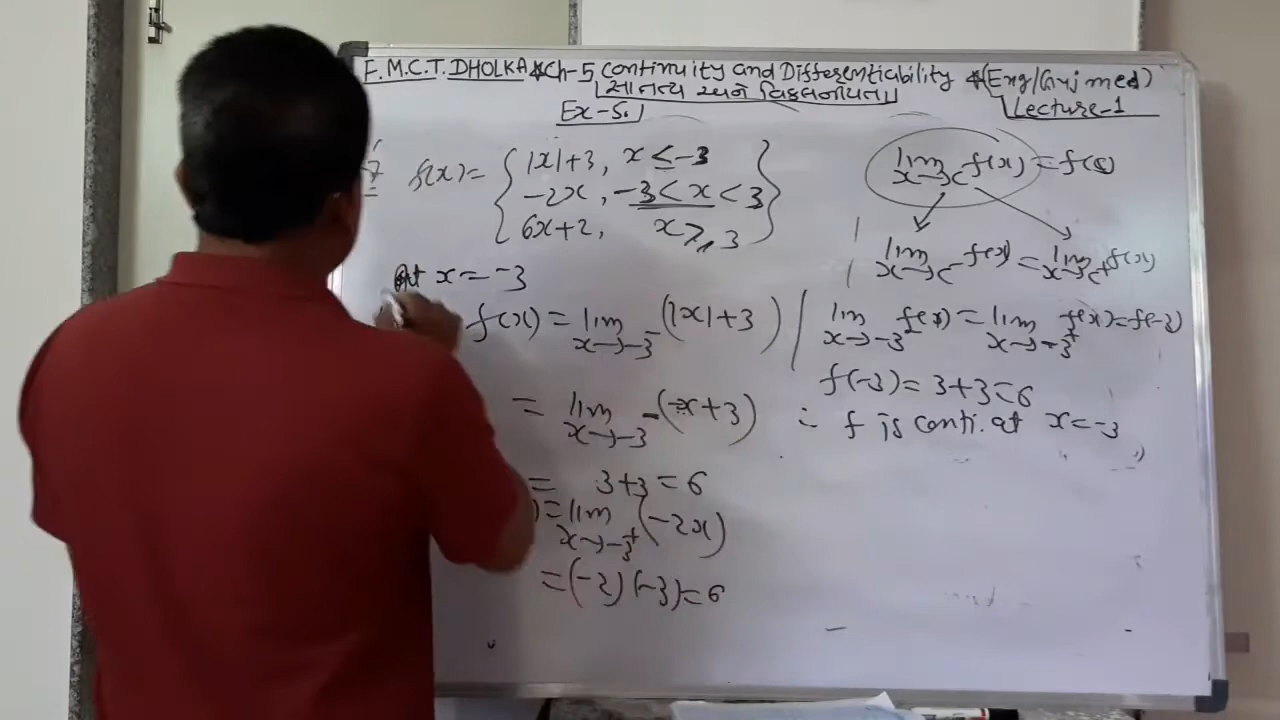 F.M.C.T. DHOLKA * Ch-5 Continuity and Differentiability * (Eng/Guj med)
સાતત્ય અને વિકલનીયતા
Lecture-1
Ex-5.1
7 f(x) = { |x|+3, x ≤ -3
-2x, -3 < x < 3
6x+2, x ≥ 3 }
lim x→c f(x) = f(c)
lim x→c⁻ f(x) = lim x→c⁺ f(x)
At x = -3
f(x) = lim x→-3⁻ (|x|+3)
= lim x→-3⁻ (-x+3)
= 3+3 = 6
) = lim x→-3⁺ (-2x)
= (-2)(-3) = 6
lim x→-3⁻ f(x) = lim x→-3⁺ f(x) = f(-3)
f(-3) = 3+3 = 6
∴ f is conti. at x = -3